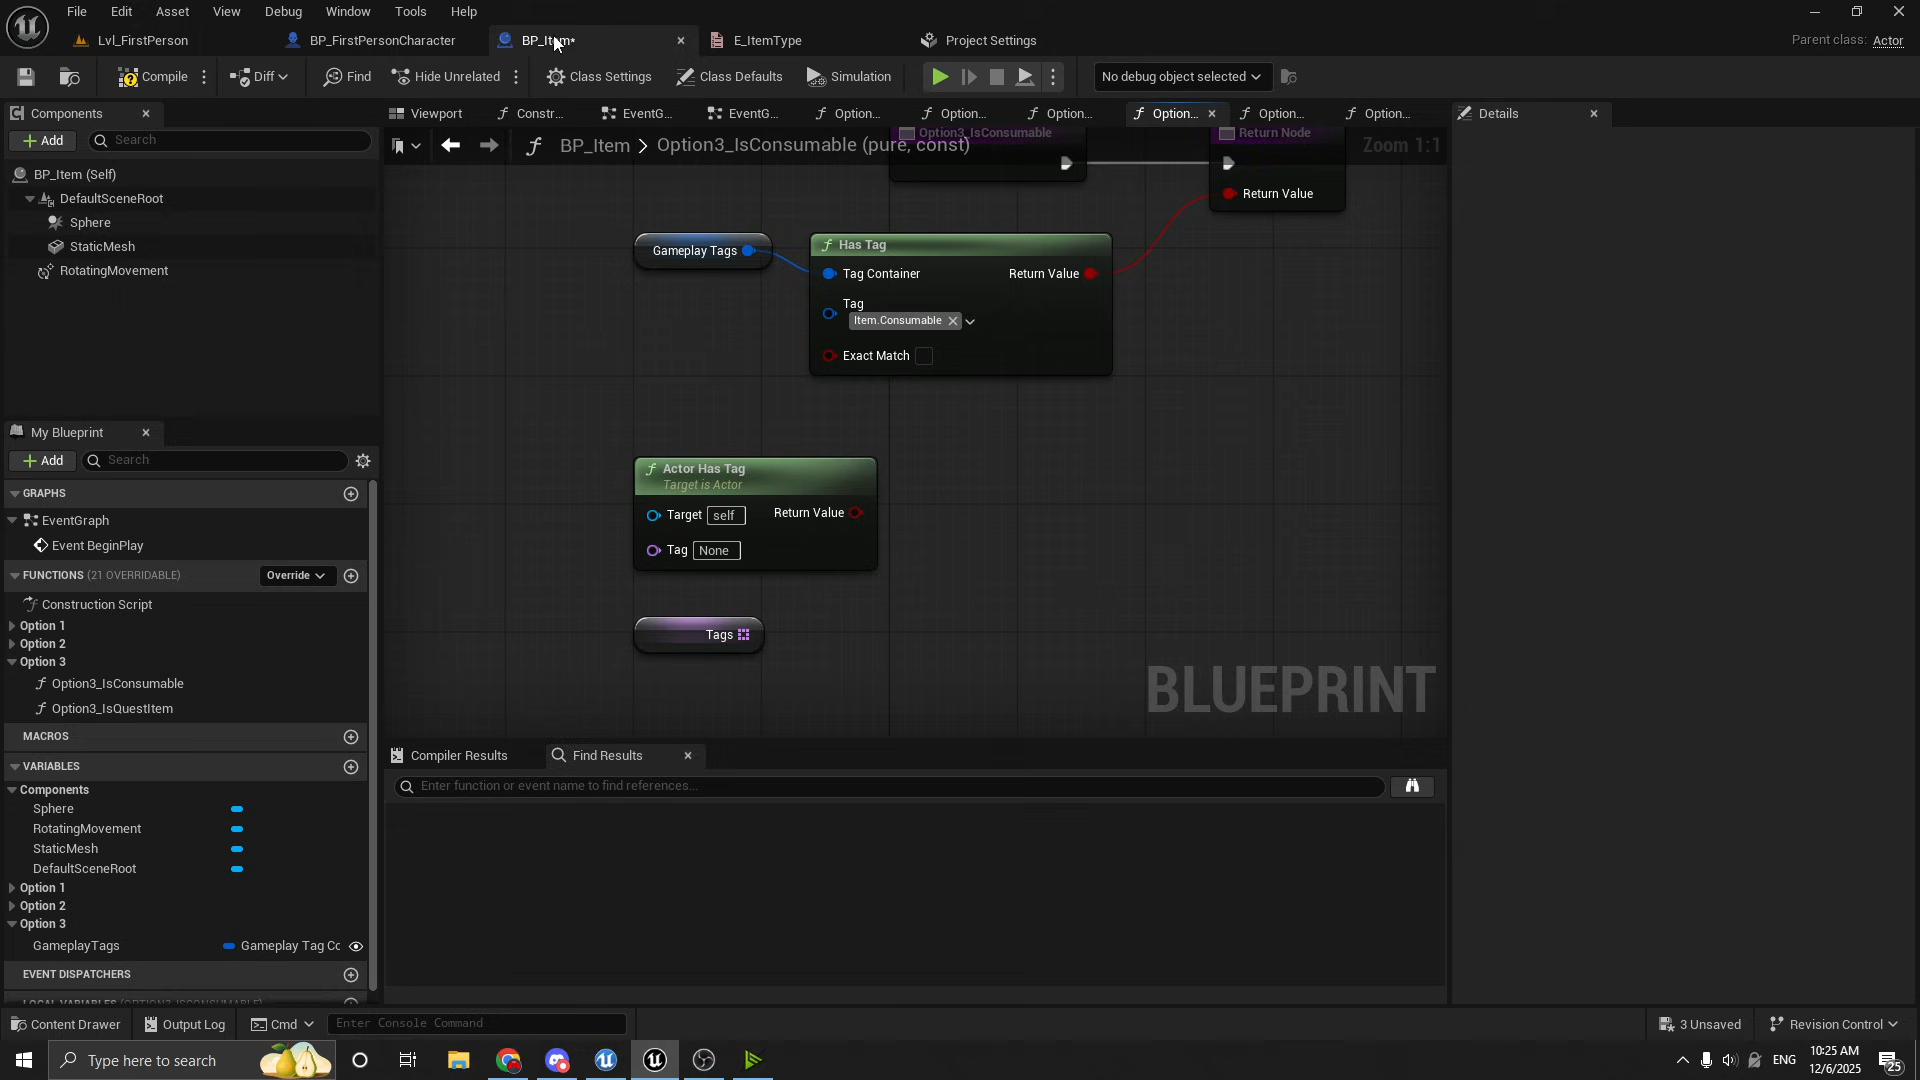 File Edit Asset View Debug Window Tools Help
Lvl_FirstPerson BP_FirstPersonCharacter BP_Item* E_ItemType Project Settings Parent class: Actor
Compile Diff Find Hide Unrelated Class Settings Class Defaults Simulation No debug object selected
Components Viewport Constr... EventG... EventG... Option... Option... Option... Option... Option... Option... Details
Add Search BP_Item > Option3_IsConsumable (pure, const) Zoom 1:1
Option3_IsConsumable Return Node
Return Value
BP_Item (Self)
DefaultSceneRoot
Sphere
StaticMesh
RotatingMovement
Gameplay Tags
Has Tag
Tag Container Return Value
Tag
Item.Consumable
Exact Match
Actor Has Tag
Target is Actor
Target self Return Value
Tag None
Tags
BLUEPRINT
My Blueprint
Add Search
GRAPHS
EventGraph
Event BeginPlay
FUNCTIONS (21 OVERRIDABLE) Override
Construction Script
Option 1
Option 2
Option 3
Option3_IsConsumable
Option3_IsQuestItem
MACROS
VARIABLES
Components
Sphere
RotatingMovement
StaticMesh
DefaultSceneRoot
Option 1
Option 2
Option 3
GameplayTags Gameplay Tag Cc
EVENT DISPATCHERS
LOCAL VARIABLES (OPTION3_ISCONSUMABLE)
Compiler Results Find Results
Enter function or event name to find references...
Content Drawer Output Log Cmd Enter Console Command 3 Unsaved Revision Control
Type here to search ENG 10:25 AM
12/6/2025 25